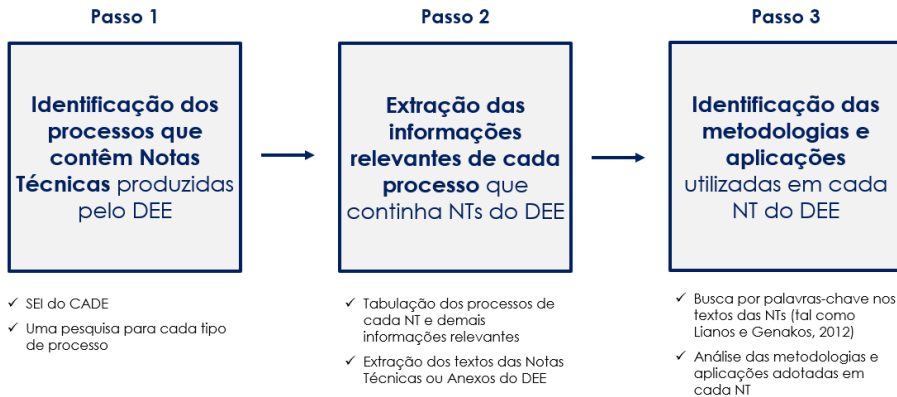 Passo 1
Identificação dos
processos que
contêm Notas
Técnicas produzidas
pelo DEE
✓ SEI do CADE
✓ Uma pesquisa para cada tipo
de processo
Passo 2
Extração das
informações
relevantes de cada
processo que
continha NTs do DEE
✓ Tabulação dos processos de
cada NT e demais
informações relevantes
✓ Extração dos textos das Notas
Técnicas ou Anexos do DEE
Passo 3
Identificação das
metodologias e
aplicações
utilizadas em cada
NT do DEE
✓ Busca por palavras-chave nos
textos das NTs (tal como
Lianos e Genakos, 2012)
✓ Análise das metodologias e
aplicações adotadas em
cada NT